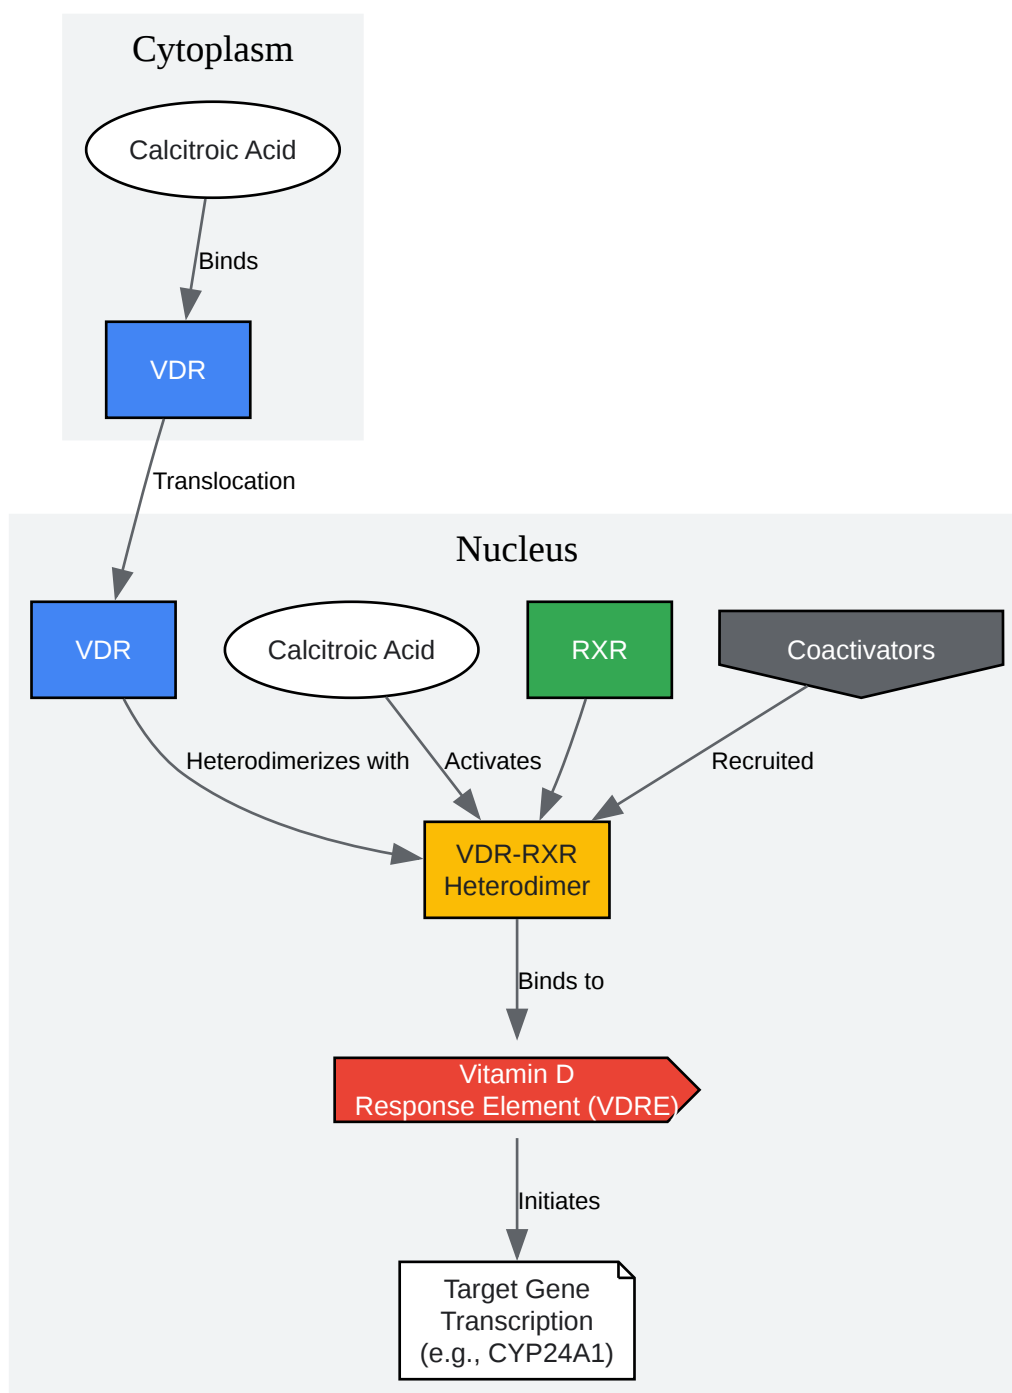 Cytoplasm
Calcitroic Acid
Binds
VDR
Translocation
Nucleus
VDR
Calcitroic Acid
RXR
Coactivators
Heterodimerizes with
Activates
Recruited
VDR-RXR
Heterodimer
Binds to
Vitamin D
Response Element (VDRE)
Initiates
Target Gene
Transcription
(e.g., CYP24A1)